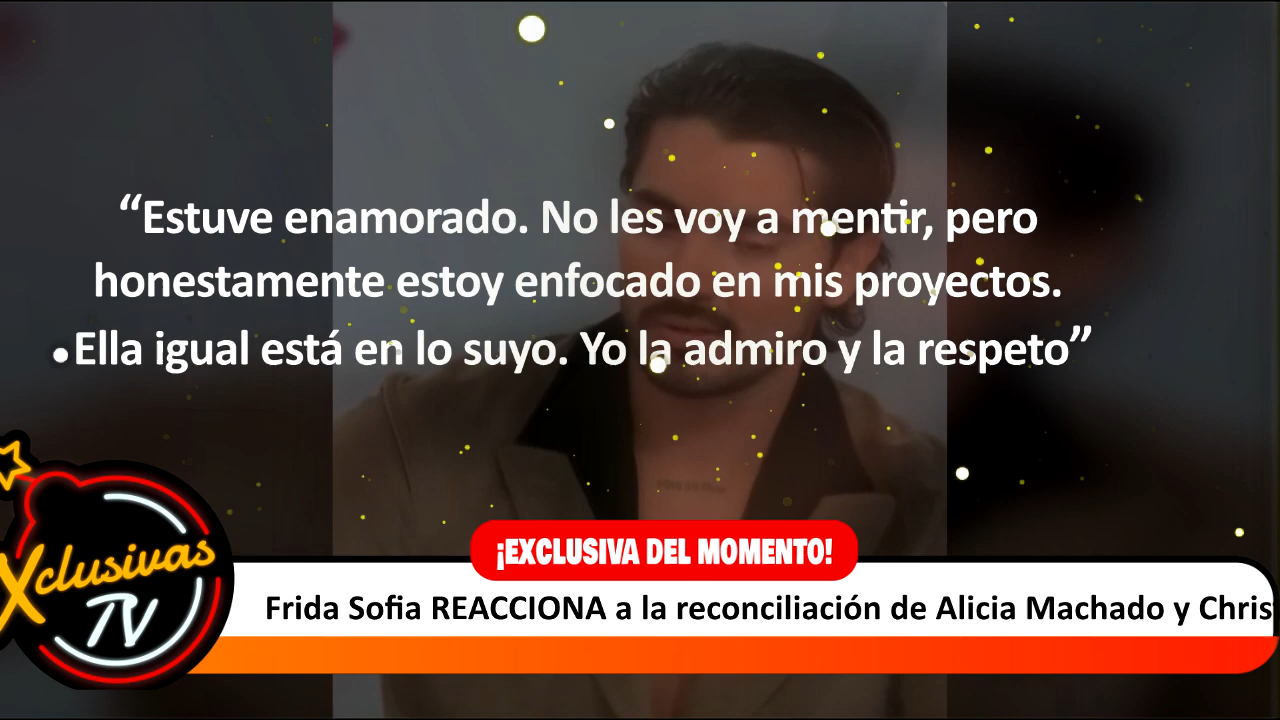 “Estuve enamorado. No les voy a mentir, pero
honestamente estoy enfocado en mis proyectos.
Ella igual está en lo suyo. Yo la admiro y la respeto”
¡EXCLUSIVA DEL MOMENTO!
Frida Sofia REACCIONA a la reconciliación de Alicia Machado y Chris
Xclusivas
TV